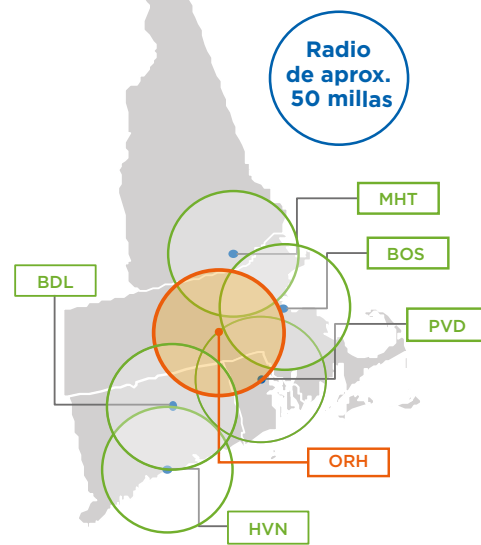 Radio
de aprox.
50 millas
MHT
BOS
BDL
PVD
ORH
HVN